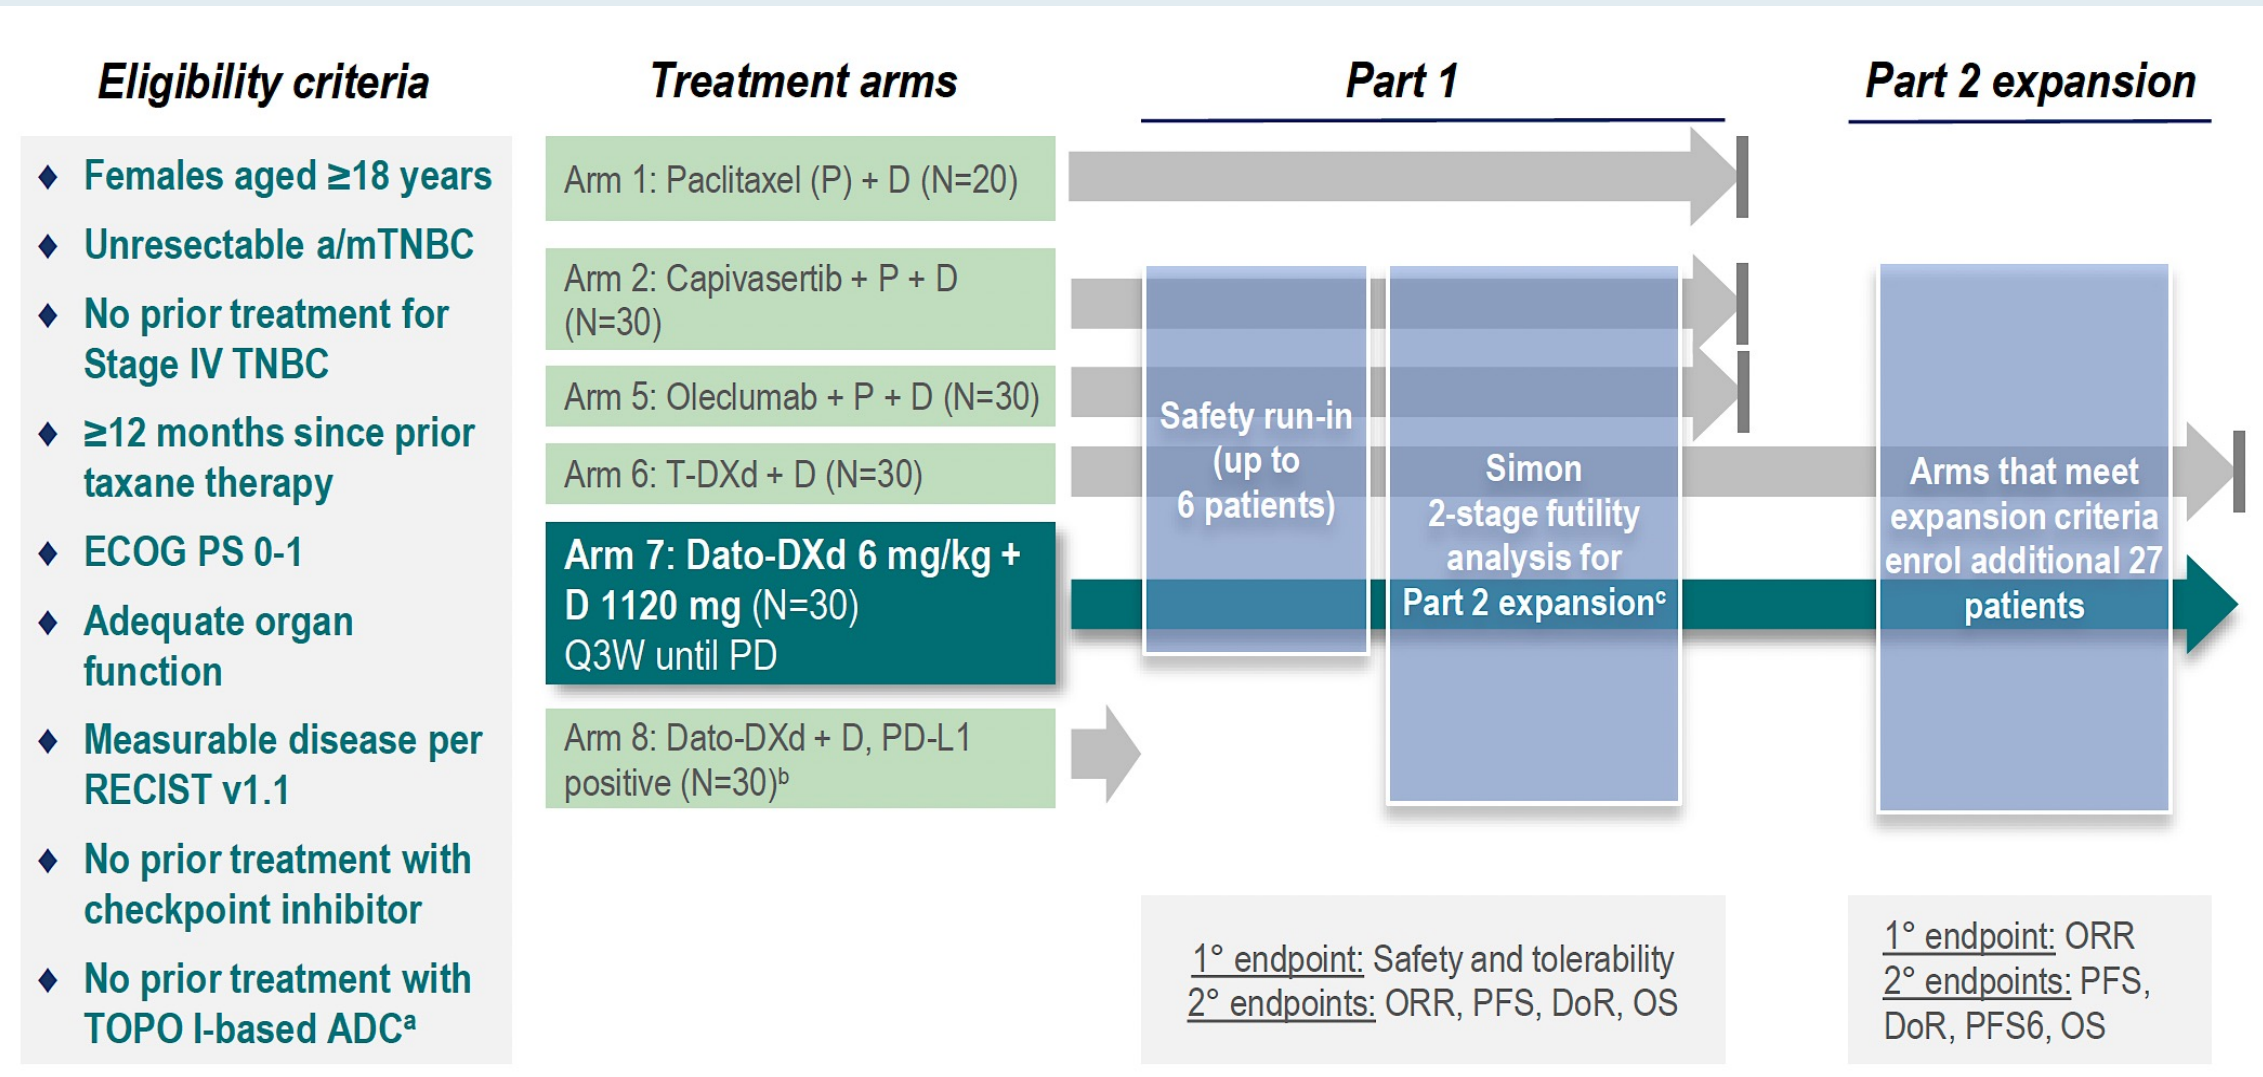 Eligibility criteria
♦ Females aged ≥18 years
♦ Unresectable a/mTNBC
♦ No prior treatment for
Stage IV TNBC
♦ ≥12 months since prior
taxane therapy
♦ ECOG PS 0-1
♦ Adequate organ
function
♦ Measurable disease per
RECIST v1.1
♦ No prior treatment with
checkpoint inhibitor
♦ No prior treatment with
TOPO I-based ADCᵃ
Treatment arms
Arm 1: Paclitaxel (P) + D (N=20)
Arm 2: Capivasertib + P + D
(N=30)
Arm 5: Oleclumab + P + D (N=30)
Arm 6: T-DXd + D (N=30)
Arm 7: Dato-DXd 6 mg/kg +
D 1120 mg (N=30)
Q3W until PD
Arm 8: Dato-DXd + D, PD-L1
positive (N=30)ᵇ
Part 1
Safety run-in
(up to
6 patients)
Simon
2-stage futility
analysis for
Part 2 expansionᶜ
1° endpoint: Safety and tolerability
2° endpoints: ORR, PFS, DoR, OS
Part 2 expansion
Arms that meet
expansion criteria
enrol additional 27
patients
1° endpoint: ORR
2° endpoints: PFS,
DoR, PFS6, OS